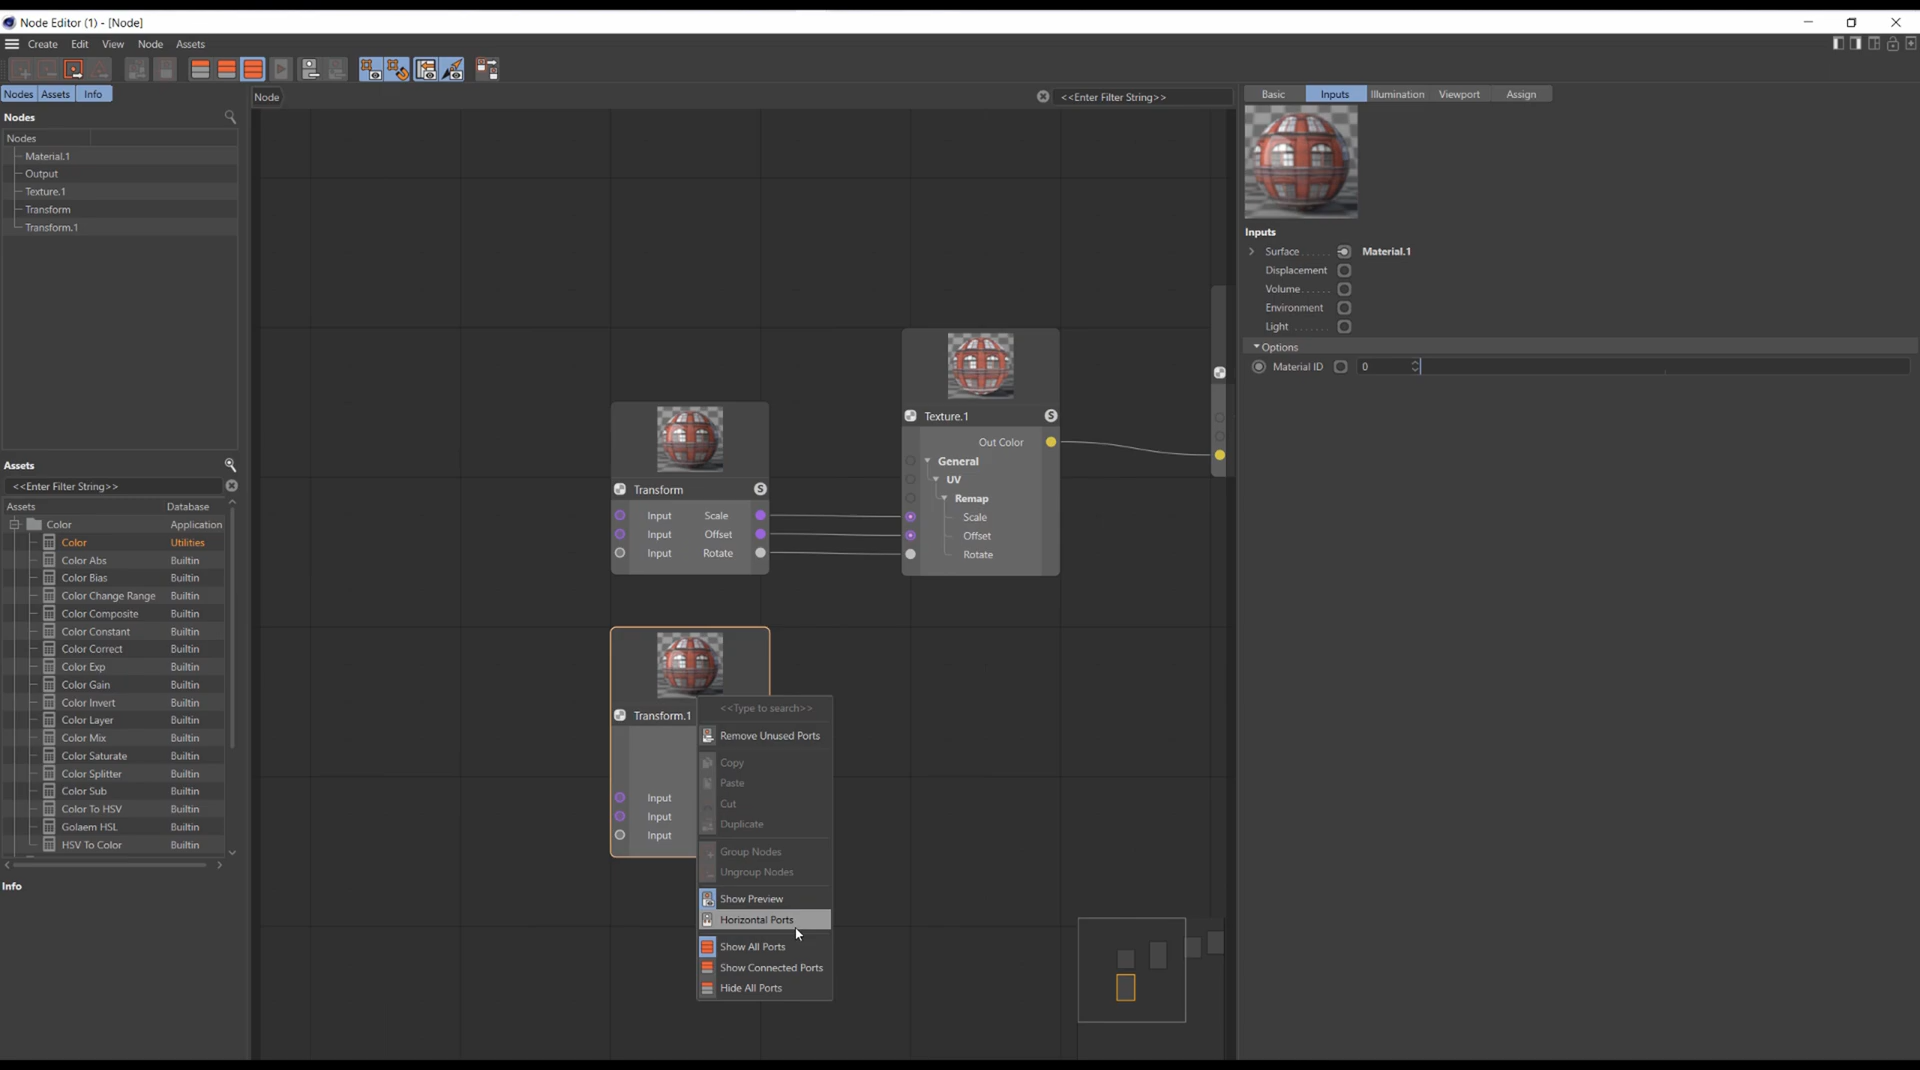 Node Editor (1) - [Node]
Create Edit View Node Assets
Nodes Assets Info
Nodes
Nodes
Material.1
Output
Texture.1
Transform
Transform.1
Assets
<<Enter Filter String>>
Assets Database
Color Application
Color Utilities
Color Abs Builtin
Color Bias Builtin
Color Change Range Builtin
Color Composite Builtin
Color Constant Builtin
Color Correct Builtin
Color Exp Builtin
Color Gain Builtin
Color Invert Builtin
Color Layer Builtin
Color Mix Builtin
Color Saturate Builtin
Color Splitter Builtin
Color Sub Builtin
Color To HSV Builtin
Golaem HSL Builtin
HSV To Color Builtin
Info
Node
<<Enter Filter String>>
Transform S
Input Scale
Input Offset
Input Rotate
Texture.1 S
Out Color
General
UV
Remap
Scale
Offset
Rotate
Transform.1
Input
Input
Input
<<Type to search>>
Remove Unused Ports
Copy
Paste
Cut
Duplicate
Group Nodes
Ungroup Nodes
Show Preview
Horizontal Ports
Show All Ports
Show Connected Ports
Hide All Ports
Basic Inputs Illumination Viewport Assign
Inputs
Surface...... Material.1
Displacement
Volume......
Environment
Light .......
Options
Material ID 0